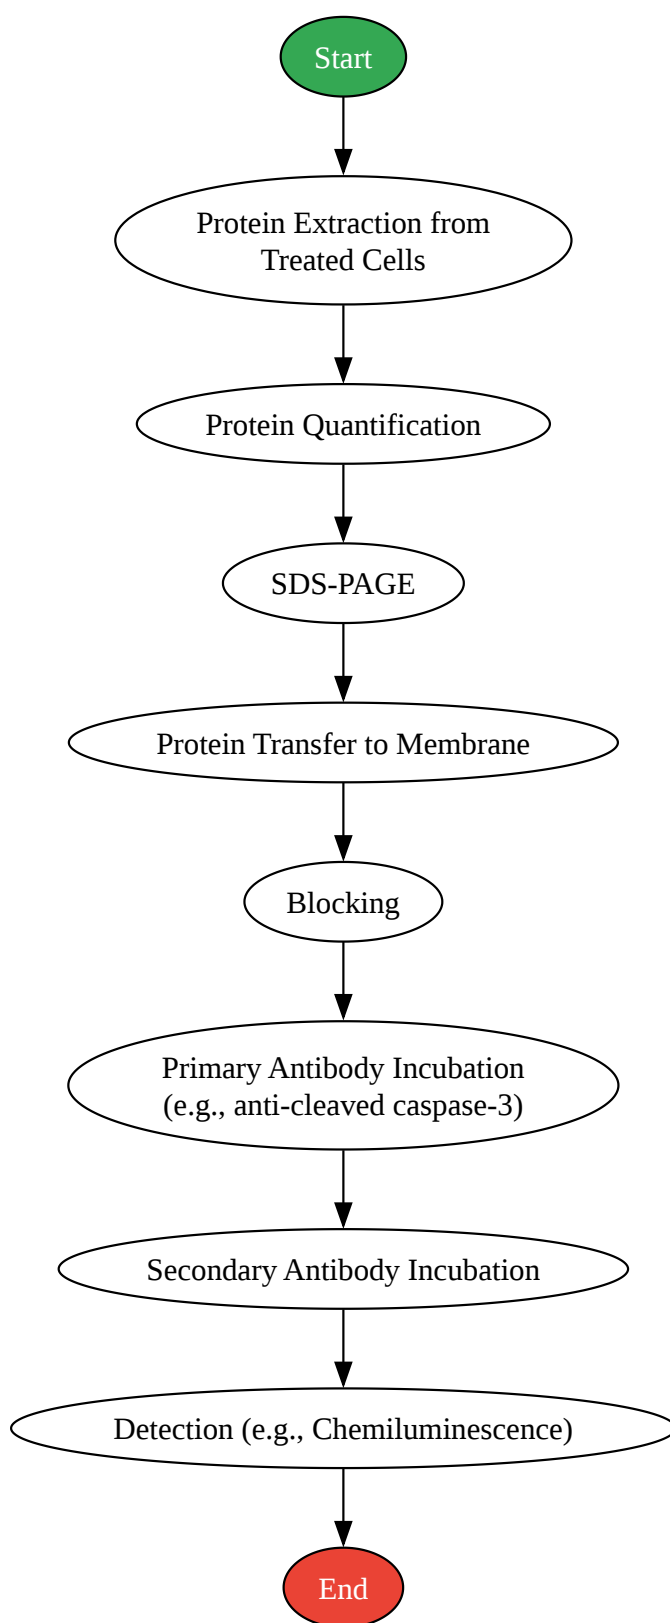 Start
Protein Extraction from
Treated Cells
Protein Quantification
SDS-PAGE
Protein Transfer to Membrane
Blocking
Primary Antibody Incubation
(e.g., anti-cleaved caspase-3)
Secondary Antibody Incubation
Detection (e.g., Chemiluminescence)
End